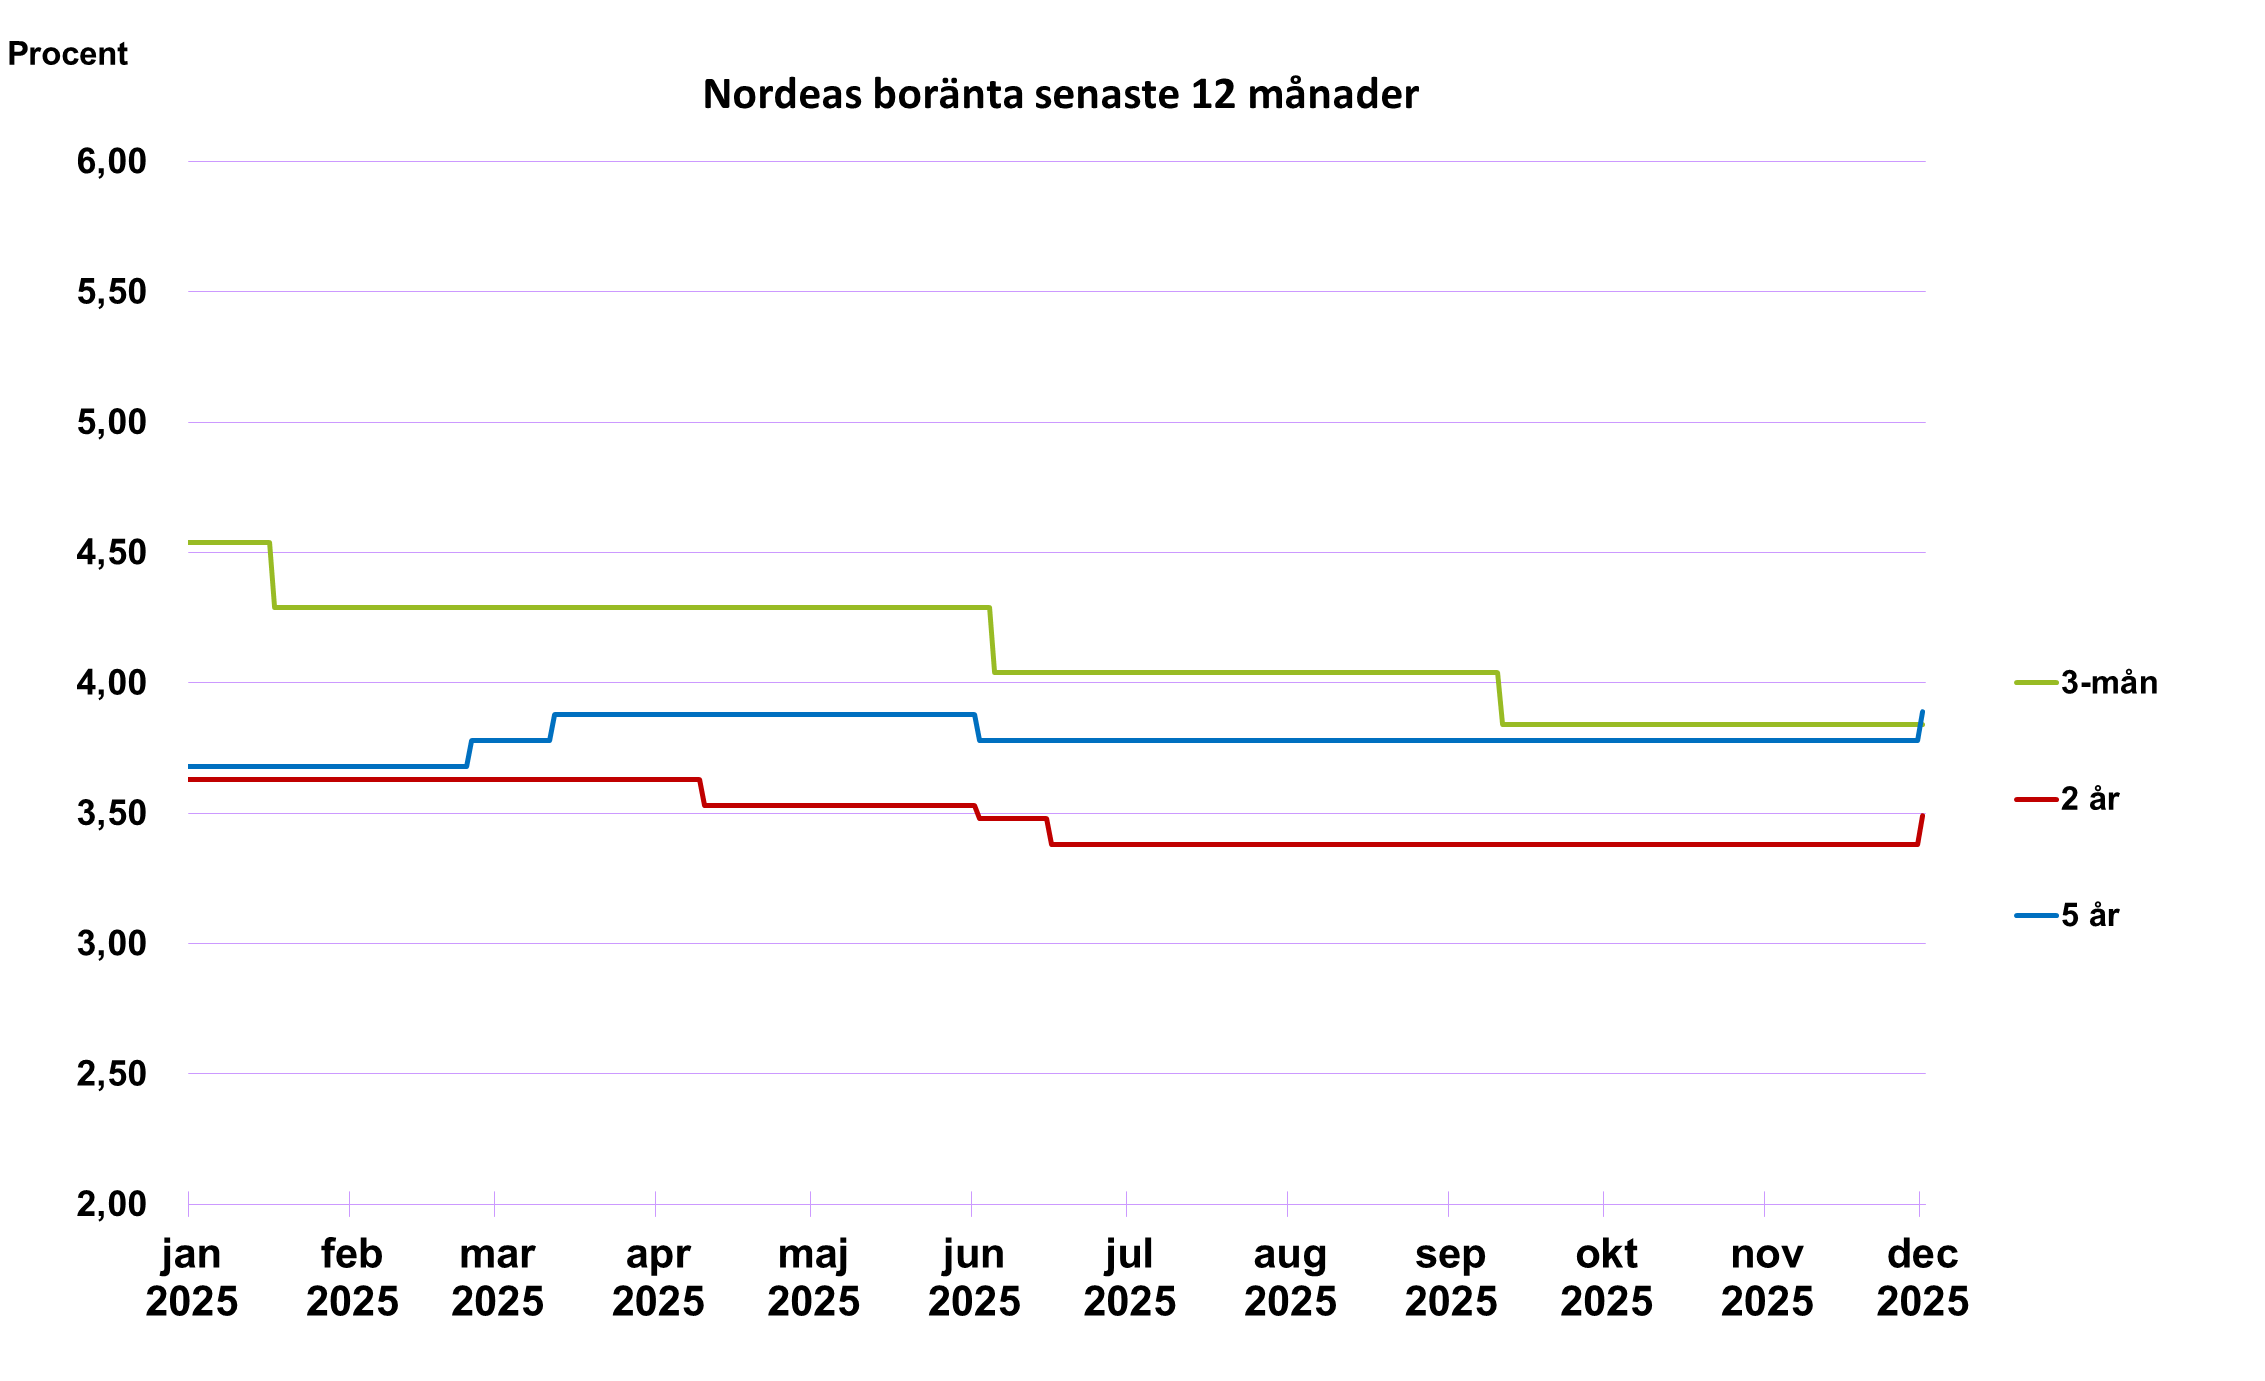 Procent
Nordeas boränta senaste 12 månader
6,00
5,50
5,00
4,50
4,00
3,50
3,00
2,50
2,00
jan feb mar apr maj jun jul aug sep okt nov dec
2025 2025 2025 2025 2025 2025 2025 2025 2025 2025 2025 2025
3-mån
2 år
5 år